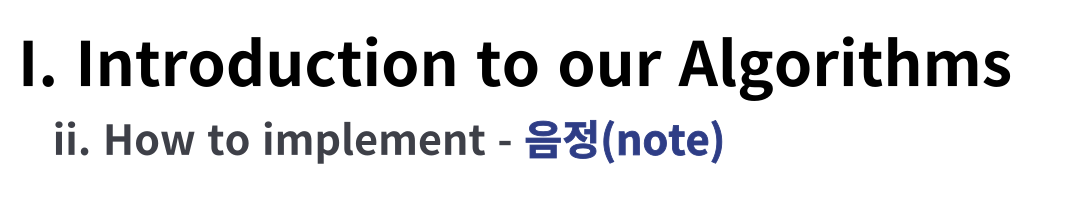 I. Introduction to our Algorithms
ii. How to implement - 음정(note)